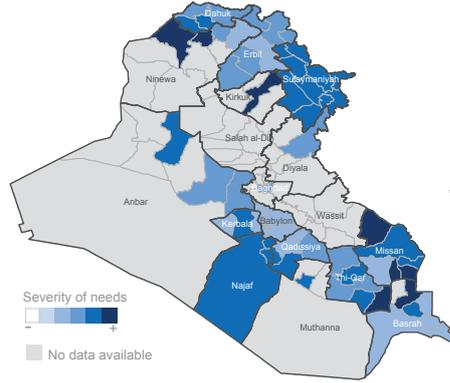 Dahuk
Ninewa
Erbil
Sulaymaniyah
Kirkuk
Salah al-Din
Diyala
Anbar
Baghdad
Wassit
Kerbala
Babylon
Qadissiya
Missan
Najaf
Thi-Qar
Muthanna
Basrah
Severity of needs
- +
No data available